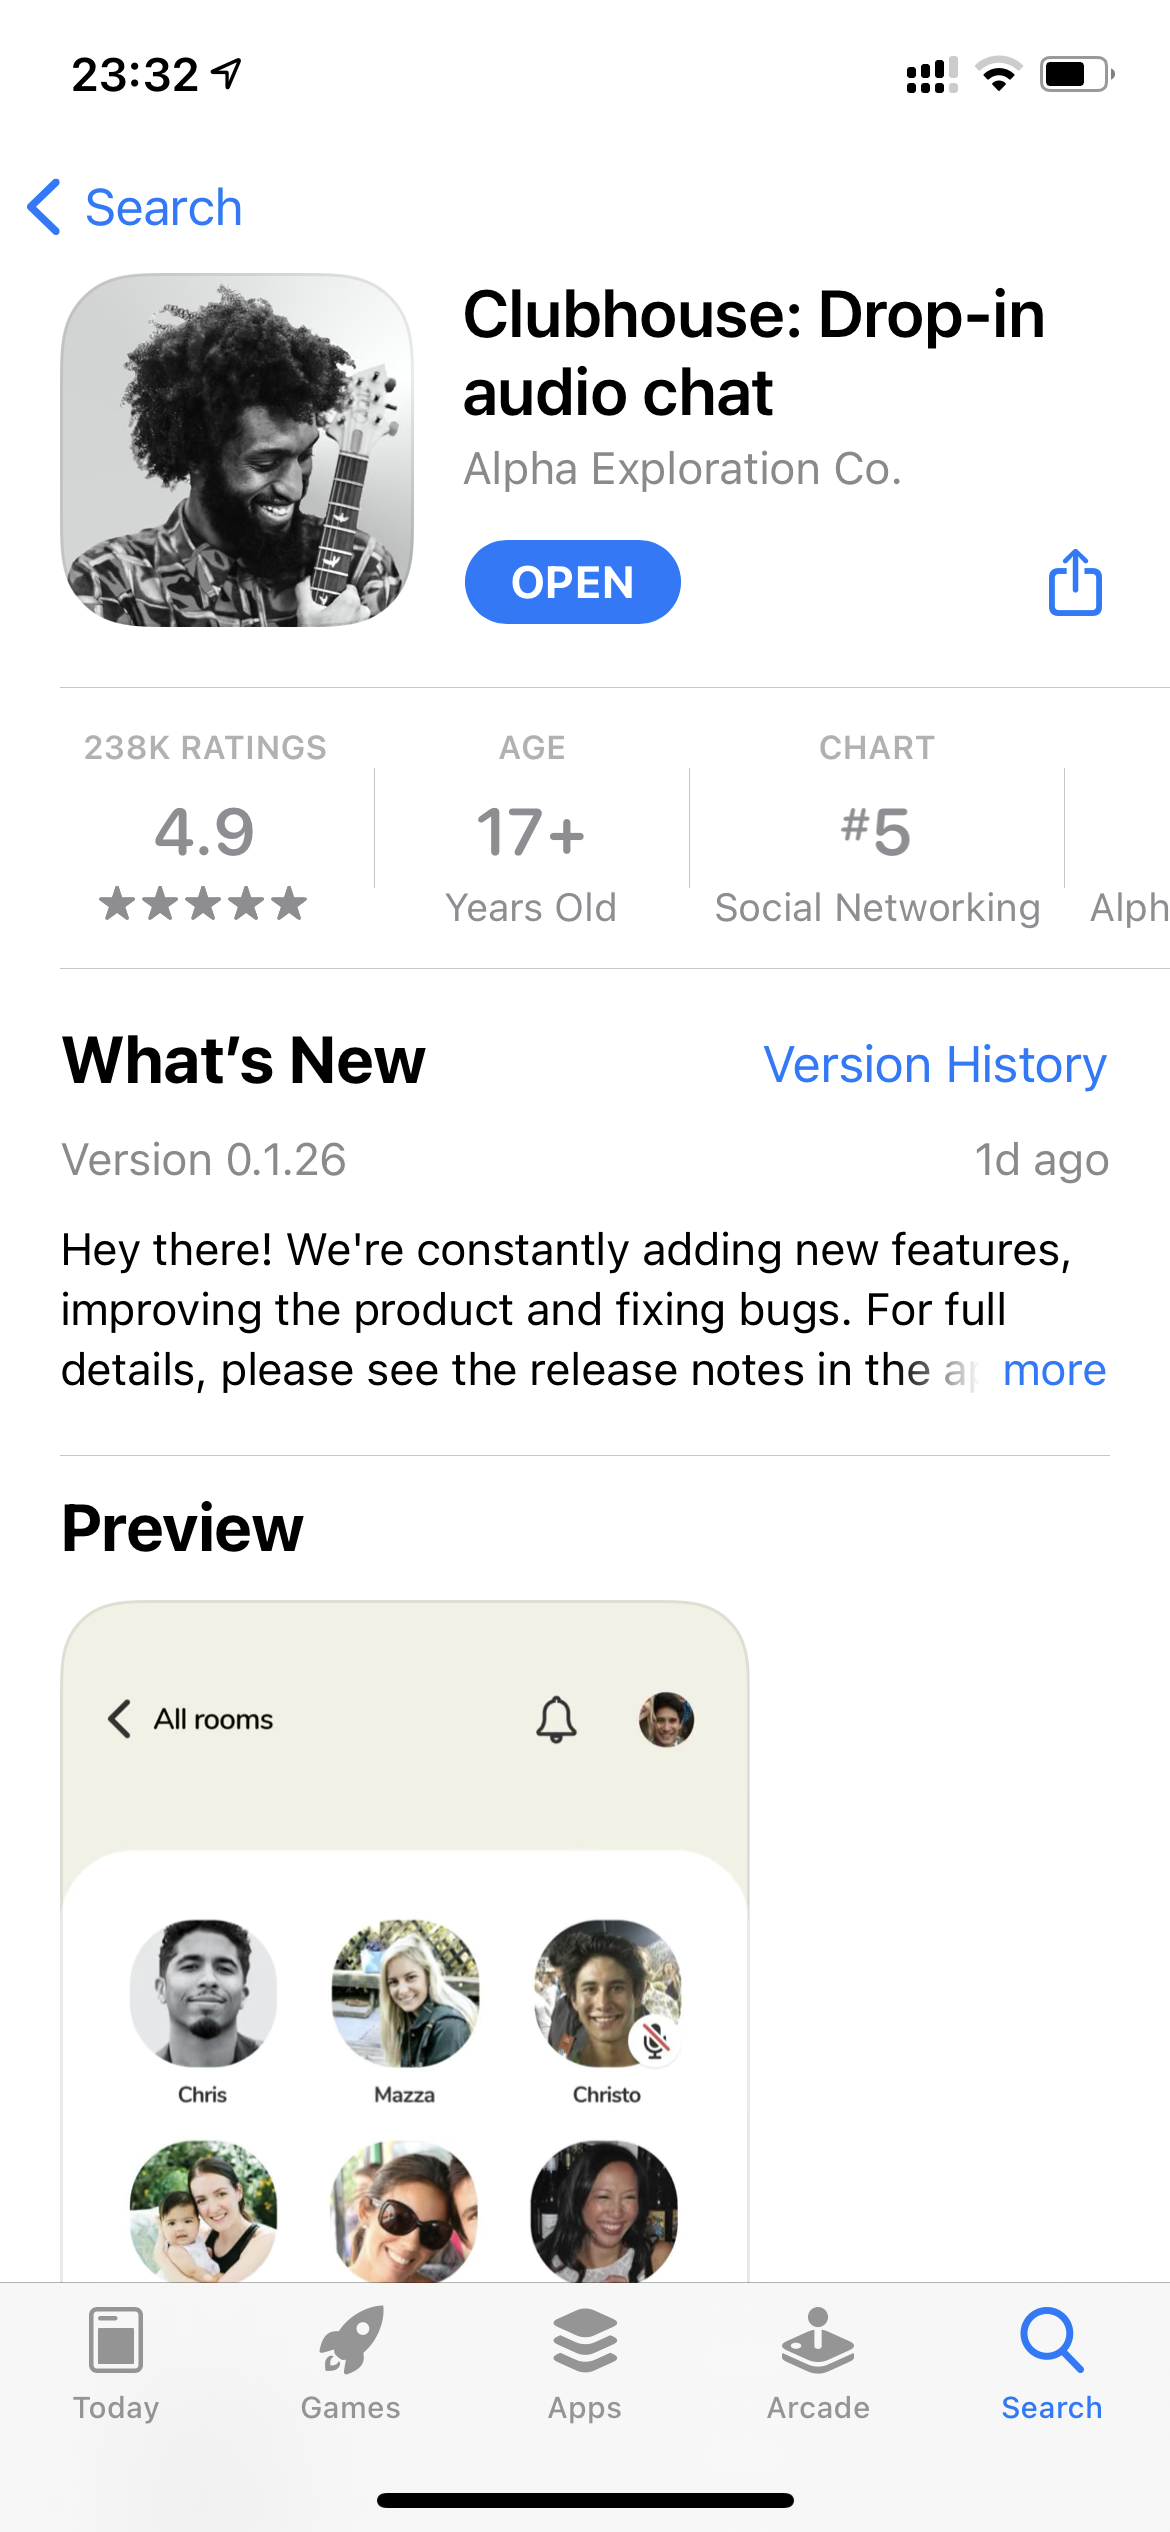 23:32
Search
Clubhouse: Drop-in
audio chat
Alpha Exploration Co.
OPEN
238K RATINGS
4.9
AGE
17+
Years Old
CHART
#5
Social Networking
Alph
What's New
Version History
Version 0.1.26
1d ago
Hey there! We're constantly adding new features,
improving the product and fixing bugs. For full
details, please see the release notes in the ap more
Preview
All rooms
Chris
Mazza
Christo
Today
Games
Apps
Arcade
Search